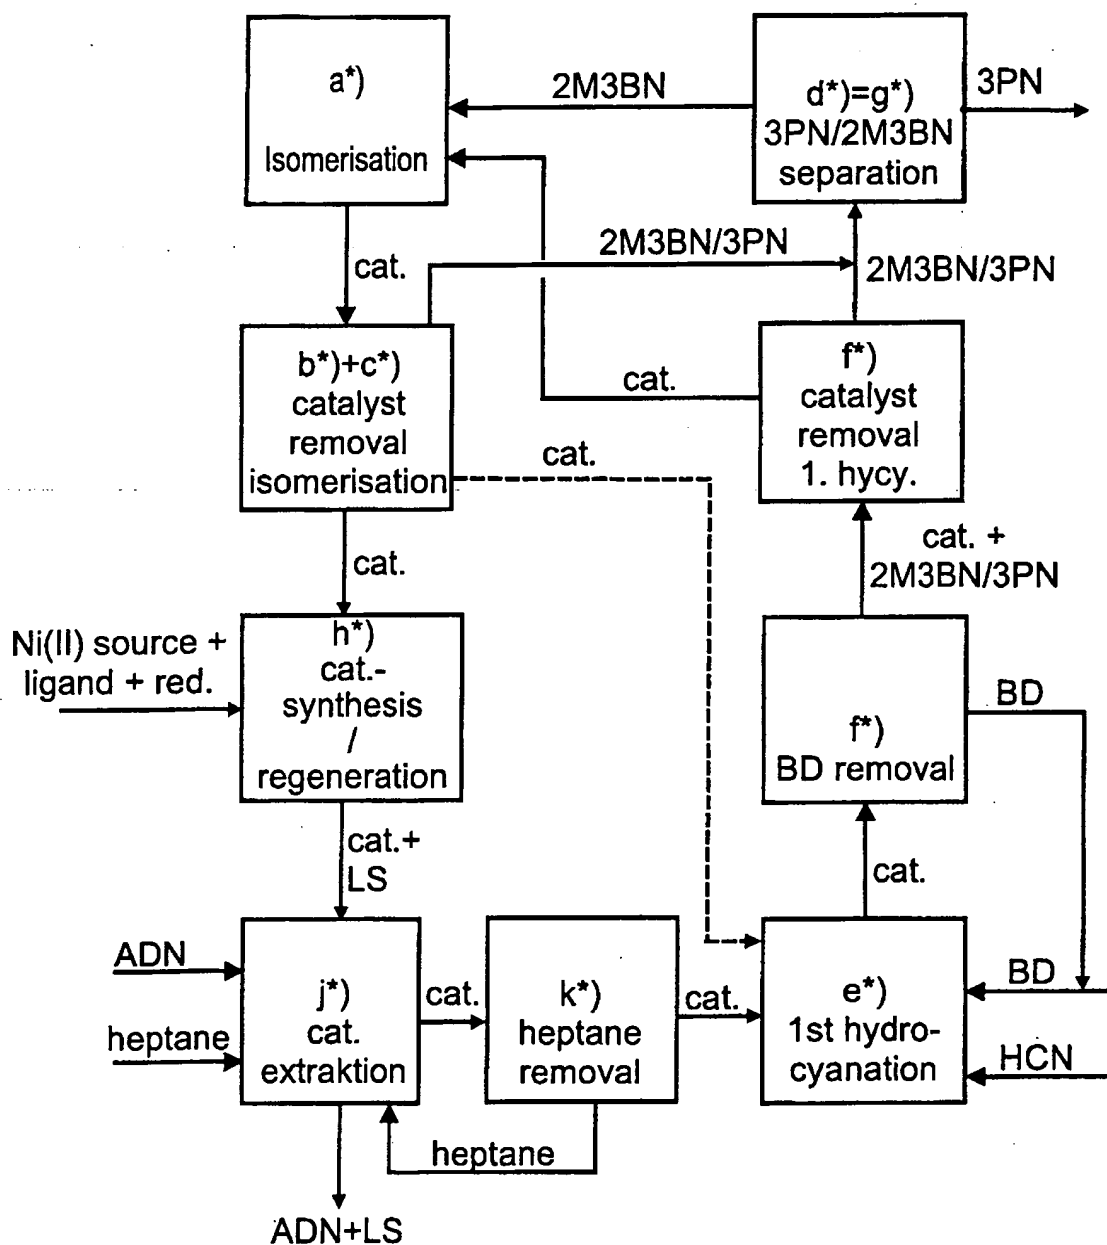 a*)
Isomerisation
2M3BN
d*)=g*)
3PN/2M3BN
separation
3PN
cat.
2M3BN/3PN
2M3BN/3PN
b*)+c*)
catalyst
removal
isomerisation
cat.
f*)
catalyst
removal
1. hycy.
cat.
cat.
cat. +
2M3BN/3PN
Ni(II) source +
ligand + red.
h*)
cat.-
synthesis
/
regeneration
f*)
BD removal
BD
cat.+
LS
cat.
ADN
heptane
j*)
cat.
extraktion
cat.
k*)
heptane
removal
cat.
e*)
1st hydro-
cyanation
BD
HCN
heptane
ADN+LS